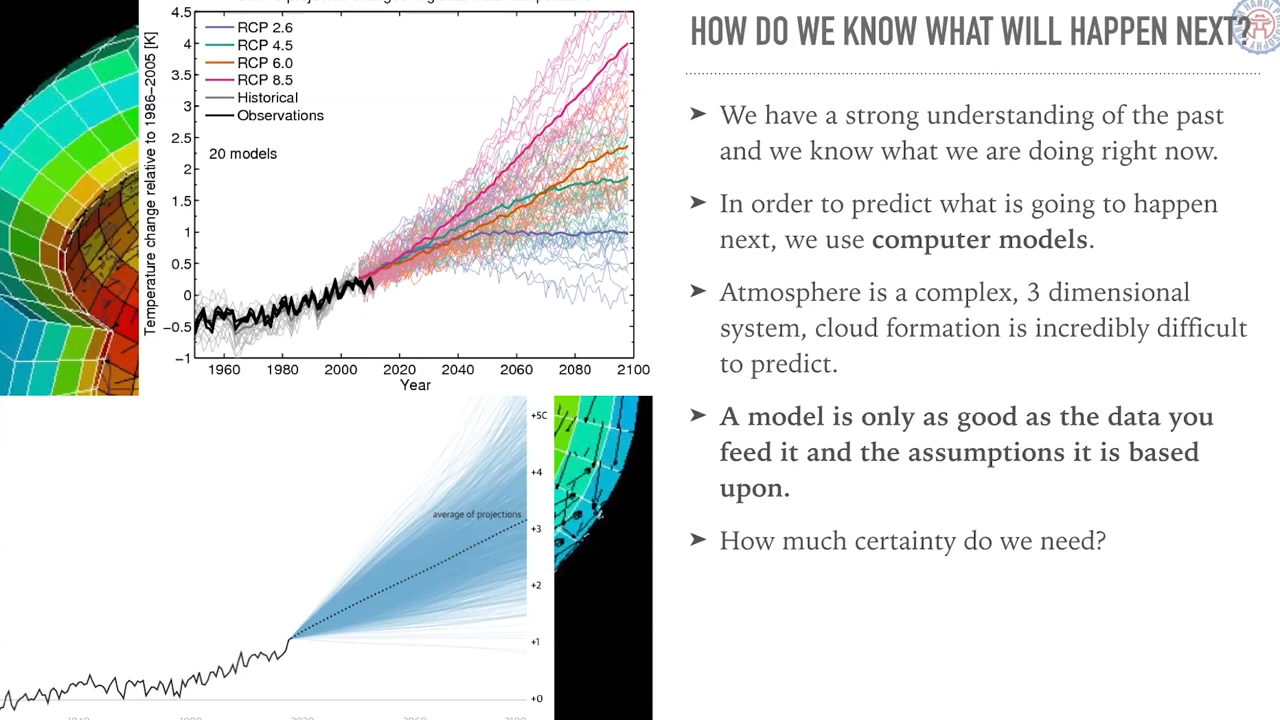 HOW DO WE KNOW WHAT WILL HAPPEN NEXT?
4.5
4
3.5
3
2.5
2
1.5
1
0.5
0
−0.5
−1
Temperature change relative to 1986−2005 [K]
RCP 2.6
RCP 4.5
RCP 6.0
RCP 8.5
Historical
Observations
20 models
1960 1980 2000 2020 2040 2060 2080 2100
Year
+5C
+4
average of projections
+3
+2
+1
+0
➤ We have a strong understanding of the past
and we know what we are doing right now.
➤ In order to predict what is going to happen
next, we use computer models.
➤ Atmosphere is a complex, 3 dimensional
system, cloud formation is incredibly difficult
to predict.
➤ A model is only as good as the data you
feed it and the assumptions it is based
upon.
➤ How much certainty do we need?